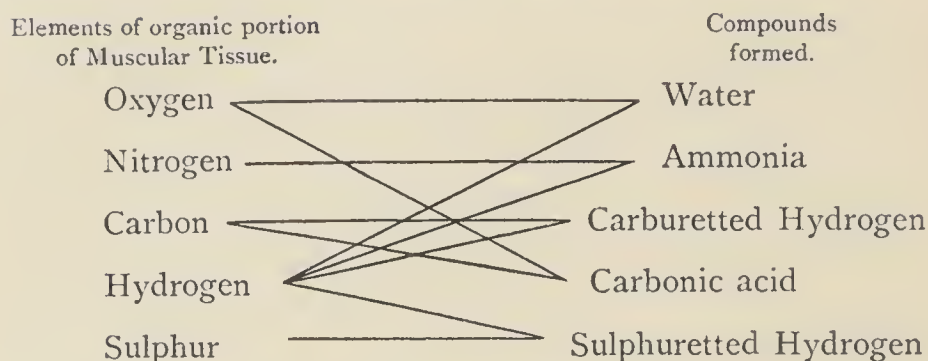 Elements of organic portion
of Muscular Tissue.
Compounds
formed.
Oxygen
Water
Nitrogen
Ammonia
Carbon
Carburetted Hydrogen
Hydrogen
Carbonic acid
Sulphur
Sulphuretted Hydrogen